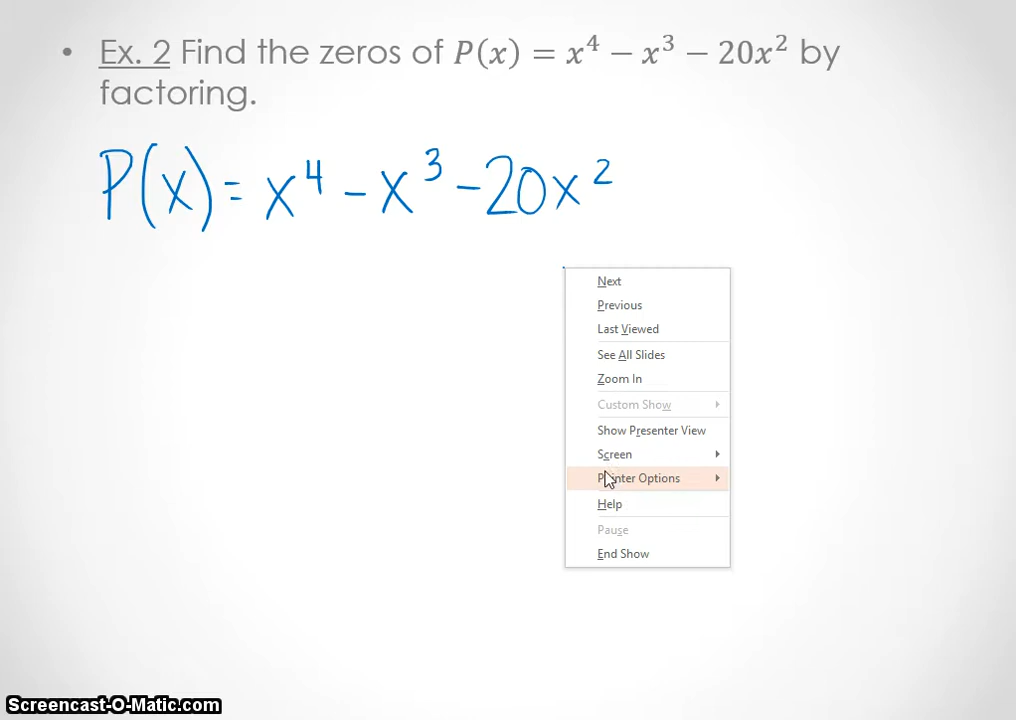 • Ex. 2 Find the zeros of P(x) = x⁴ − x³ − 20x² by
factoring.
P(x) = x⁴ − x³ − 20x²
Next
Previous
Last Viewed
See All Slides
Zoom In
Custom Show
Show Presenter View
Screen
Pointer Options
Help
Pause
End Show
Screencast-O-Matic.com